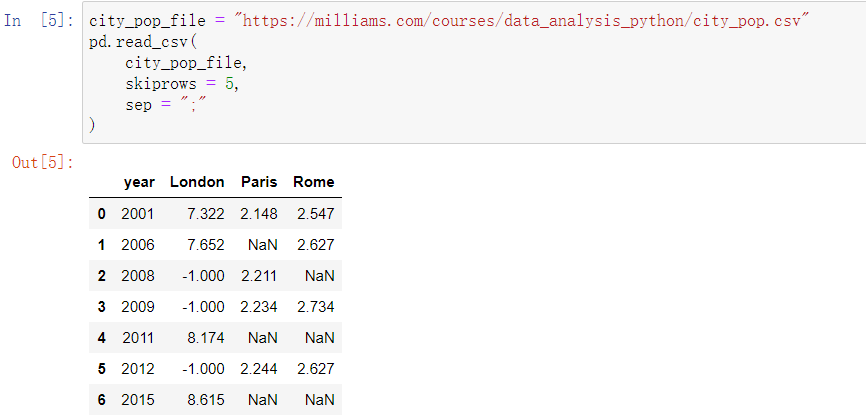 In [5]: city_pop_file = "https://milliams.com/courses/data_analysis_python/city_pop.csv"
pd.read_csv(
    city_pop_file,
    skiprows = 5,
    sep = ";"
)
Out[5]:
year London Paris Rome
0 2001 7.322 2.148 2.547
1 2006 7.652 NaN 2.627
2 2008 -1.000 2.211 NaN
3 2009 -1.000 2.234 2.734
4 2011 8.174 NaN NaN
5 2012 -1.000 2.244 2.627
6 2015 8.615 NaN NaN